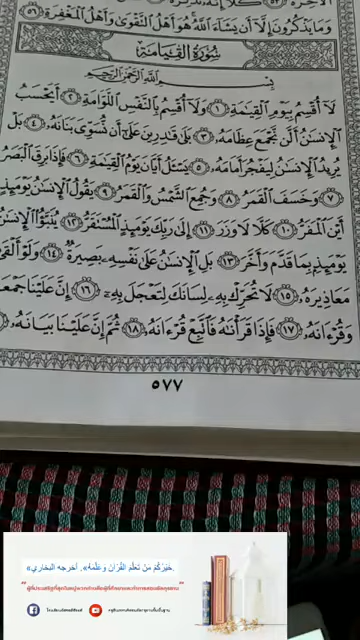 وَمَا يَذْكُرُونَ إِلَّا أَن يَشَاءَ اللَّهُ هُوَ أَهْلُ التَّقْوَىٰ وَأَهْلُ الْمَغْفِرَةِ ٥٦
سُورَةُ الْقِيَامَةِ
بِسْمِ اللَّهِ الرَّحْمَٰنِ الرَّحِيمِ
لَا أُقْسِمُ بِيَوْمِ الْقِيَامَةِ ١ وَلَا أُقْسِمُ بِالنَّفْسِ اللَّوَّامَةِ ٢ أَيَحْسَبُ
الْإِنسَانُ أَلَّن نَّجْمَعَ عِظَامَهُ ٣ بَلَىٰ قَادِرِينَ عَلَىٰ أَن نُّسَوِّيَ بَنَانَهُ ٤ بَلْ
يُرِيدُ الْإِنسَانُ لِيَفْجُرَ أَمَامَهُ ٥ يَسْأَلُ أَيَّانَ يَوْمُ الْقِيَامَةِ ٦ فَإِذَا بَرِقَ الْبَصَرُ
٧ وَخَسَفَ الْقَمَرُ ٨ وَجُمِعَ الشَّمْسُ وَالْقَمَرُ ٩ يَقُولُ الْإِنسَانُ يَوْمَئِذٍ
أَيْنَ الْمَفَرُّ ١٠ كَلَّا لَا وَزَرَ ١١ إِلَىٰ رَبِّكَ يَوْمَئِذٍ الْمُسْتَقَرُّ ١٢ يُنَبَّأُ الْإِنسَانُ
يَوْمَئِذٍ بِمَا قَدَّمَ وَأَخَّرَ ١٣ بَلِ الْإِنسَانُ عَلَىٰ نَفْسِهِ بَصِيرَةٌ ١٤ وَلَوْ أَلْقَىٰ
مَعَاذِيرَهُ ١٥ لَا تُحَرِّكْ بِهِ لِسَانَكَ لِتَعْجَلَ بِهِ ١٦ إِنَّ عَلَيْنَا جَمْعَهُ
وَقُرْآنَهُ ١٧ فَإِذَا قَرَأْنَاهُ فَاتَّبِعْ قُرْآنَهُ ١٨ ثُمَّ إِنَّ عَلَيْنَا بَيَانَهُ
٥٧٧
«خَيْرُكُمْ مَنْ تَعَلَّمَ الْقُرْآنَ وَعَلَّمَهُ». أخرجه البخاري